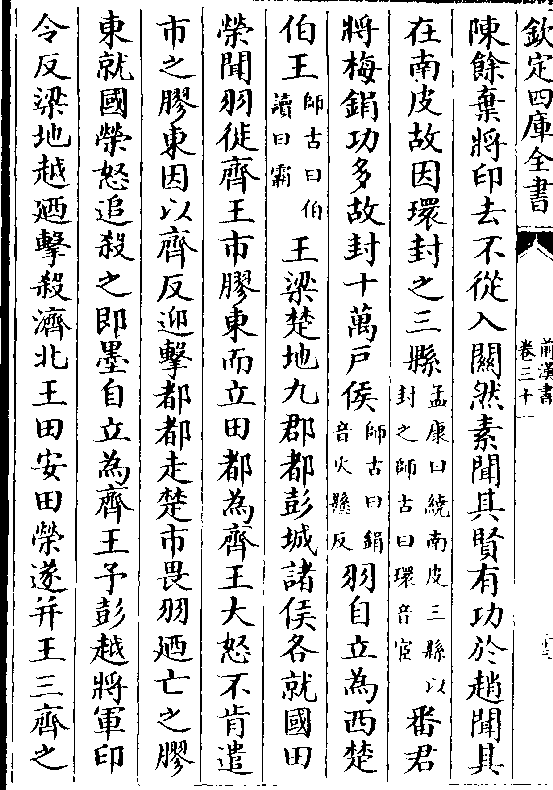 欽定四庫全書
前漢書
卷三十一
陳餘棄將印去不從入關然素聞其賢有功於趙聞其
在南皮故因環封之三縣孟康曰繞南皮三縣以封之師古曰環音宦番君
將梅鋗功多故封十萬戶侯師古曰鋗音火懸反羽自立為西楚
伯王師古曰伯讀曰霸王梁楚地九郡都彭城諸侯各就國田
榮聞羽徙齊王市膠東而立田都為齊王大怒不肯遣
市之膠東因以齊反迎擊都都走楚市畏羽廼亡之膠
東就國榮怒追殺之即墨自立為齊王予彭越將軍印
令反梁地越廼擊殺濟北王田安田榮遂并王三齊之